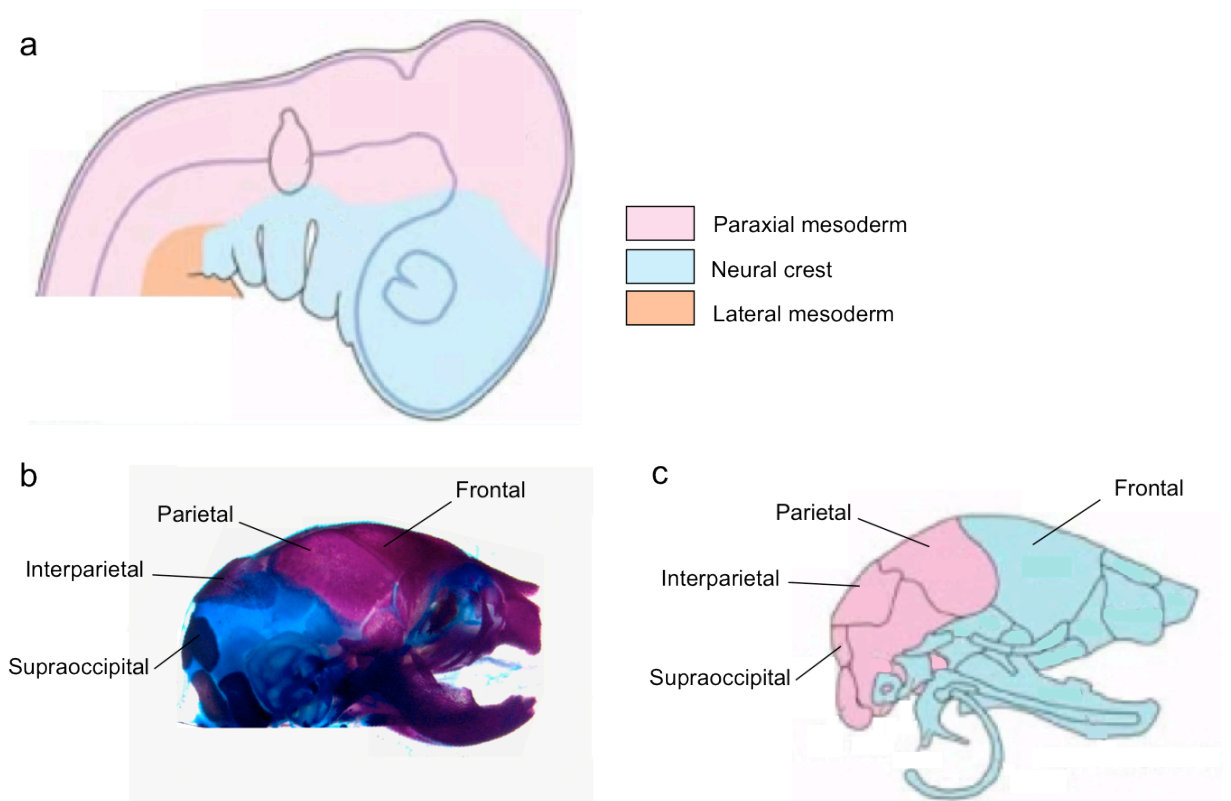 a
Paraxial mesoderm
Neural crest
Lateral mesoderm
b
Frontal
Parietal
Interparietal
Supraoccipital
c
Frontal
Parietal
Interparietal
Supraoccipital